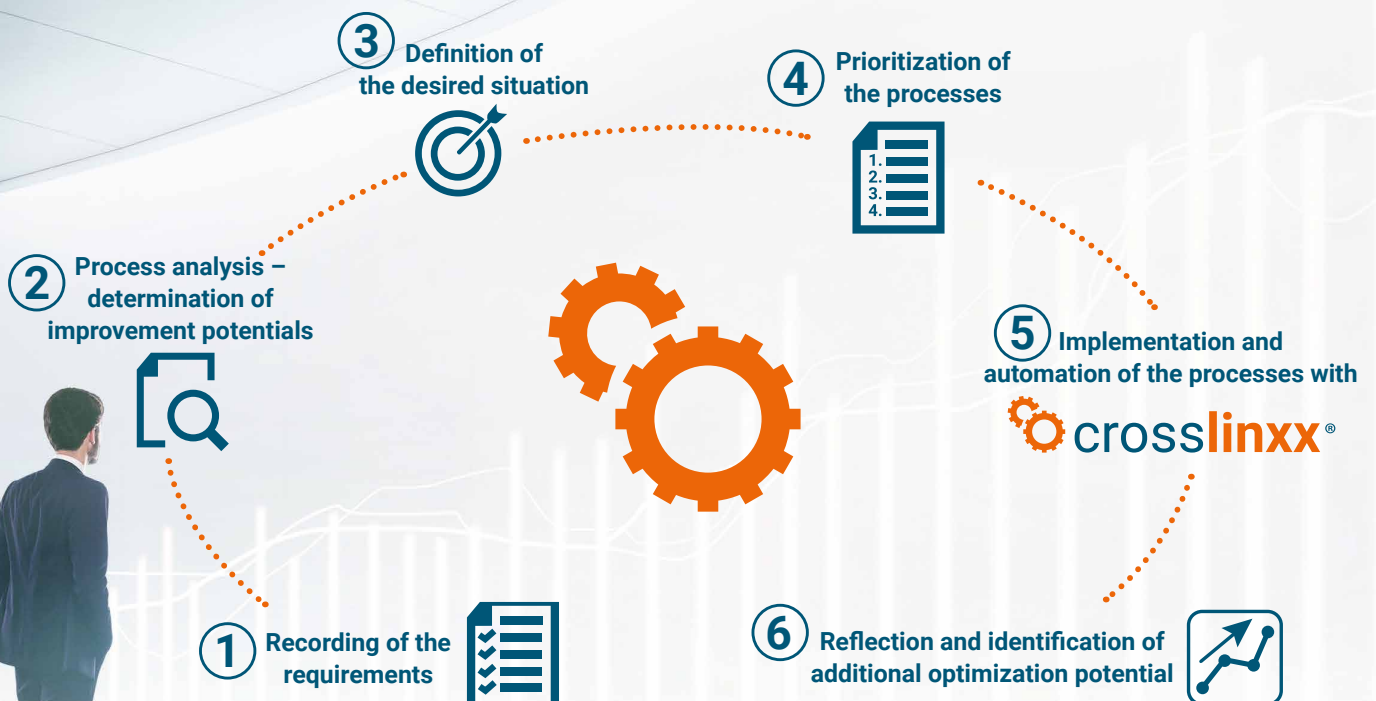 3
Definition of
the desired situation
4
Prioritization of
the processes
1.
2.
3.
4.
2
Process analysis –
determination of
improvement potentials
5
Implementation and
automation of the processes with
crosslinxx®
1
Recording of the
requirements
6
Reflection and identification of
additional optimization potential